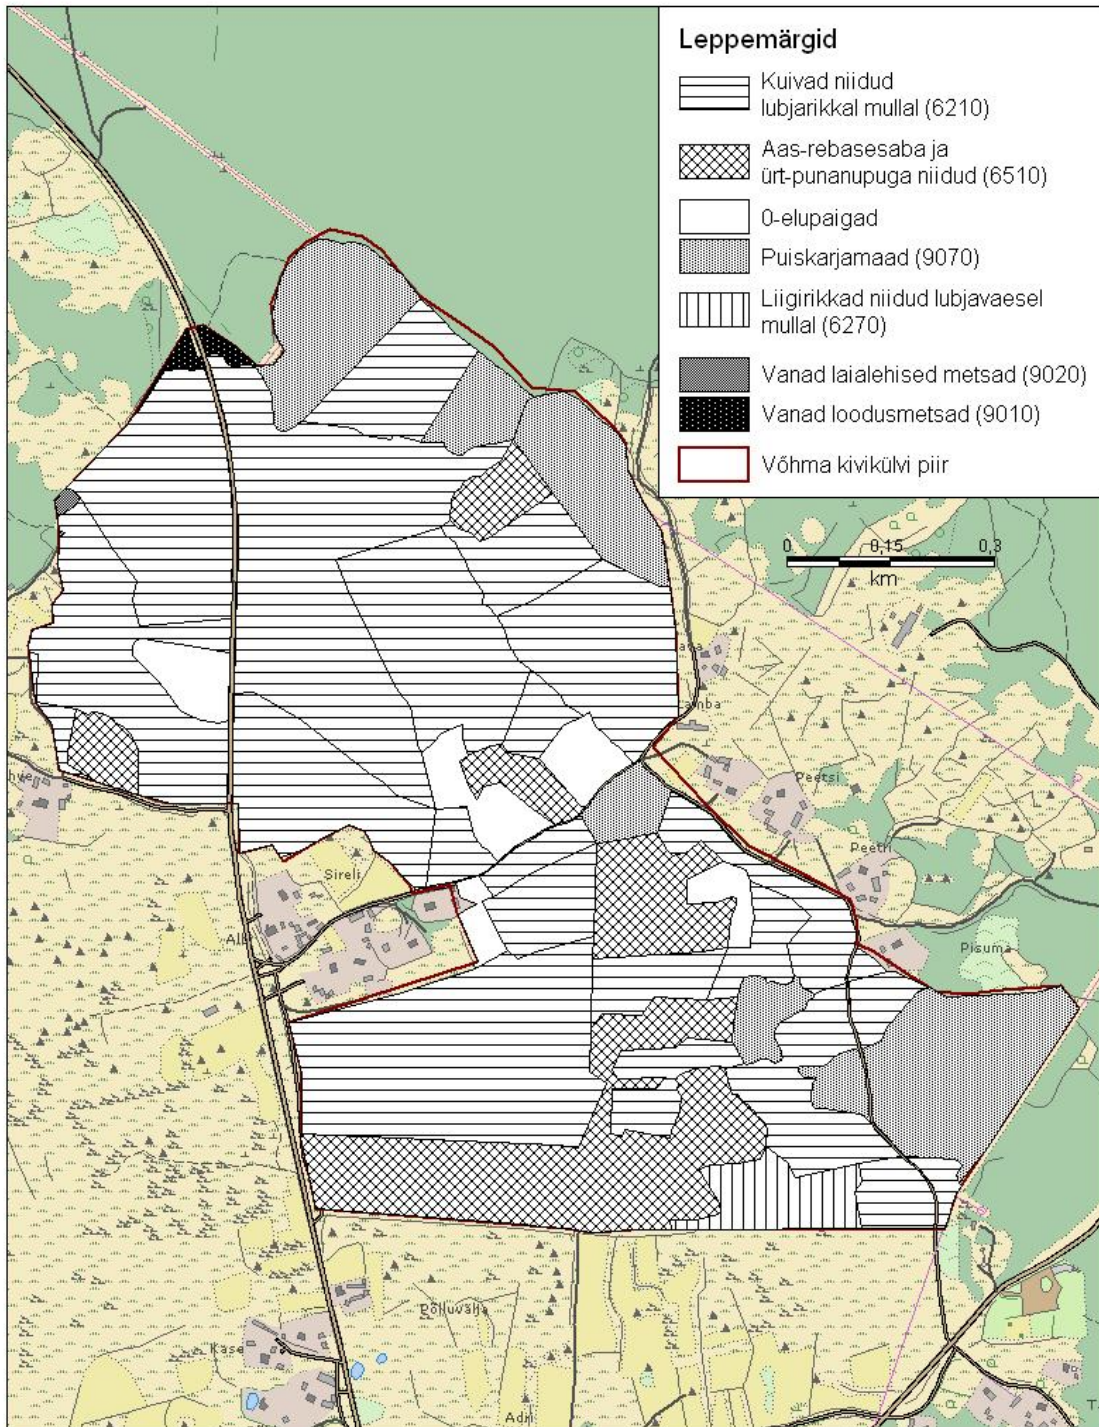 Leppemärgid
Kuivad niidud
lubjarikkal mullal (6210)
Aas-rebasesaba ja
ürt-punanupuga niidud (6510)
0-elupaigad
Puiskarjamaad (9070)
Liigirikkad niidud lubjavaesel
mullal (6270)
Vanad laialehised metsad (9020)
Vanad loodusmetsad (9010)
Võhma kivikülvi piir
0 0,15 0,3
km
Peetsi
Peetri
Sireli
Pisuma
Põlluvälja
Kase
Adil